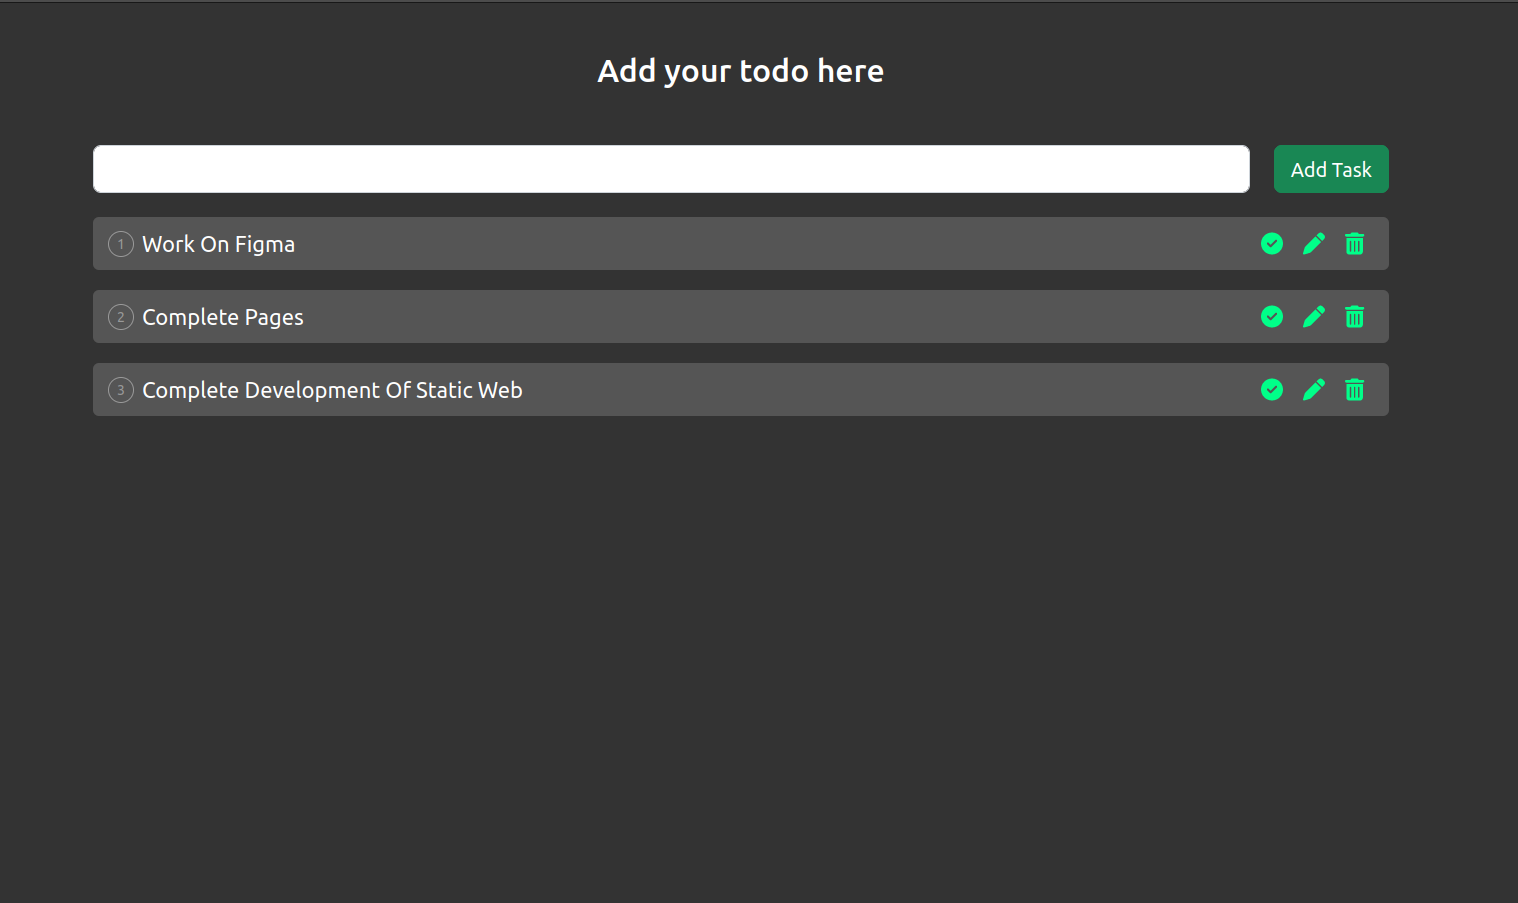 Add your todo here
Add Task
1 Work On Figma
2 Complete Pages
3 Complete Development Of Static Web